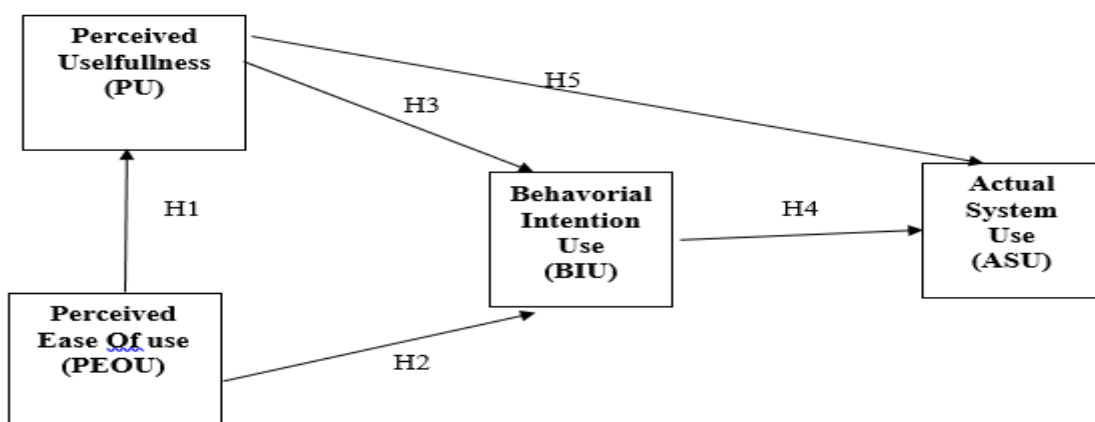 Perceived
Uselfullness
(PU)
H5
H3
Behavorial
Intention
Use
(BIU)
Actual
System
Use
(ASU)
H1
H4
Perceived
Ease Of use
(PEOU)
H2